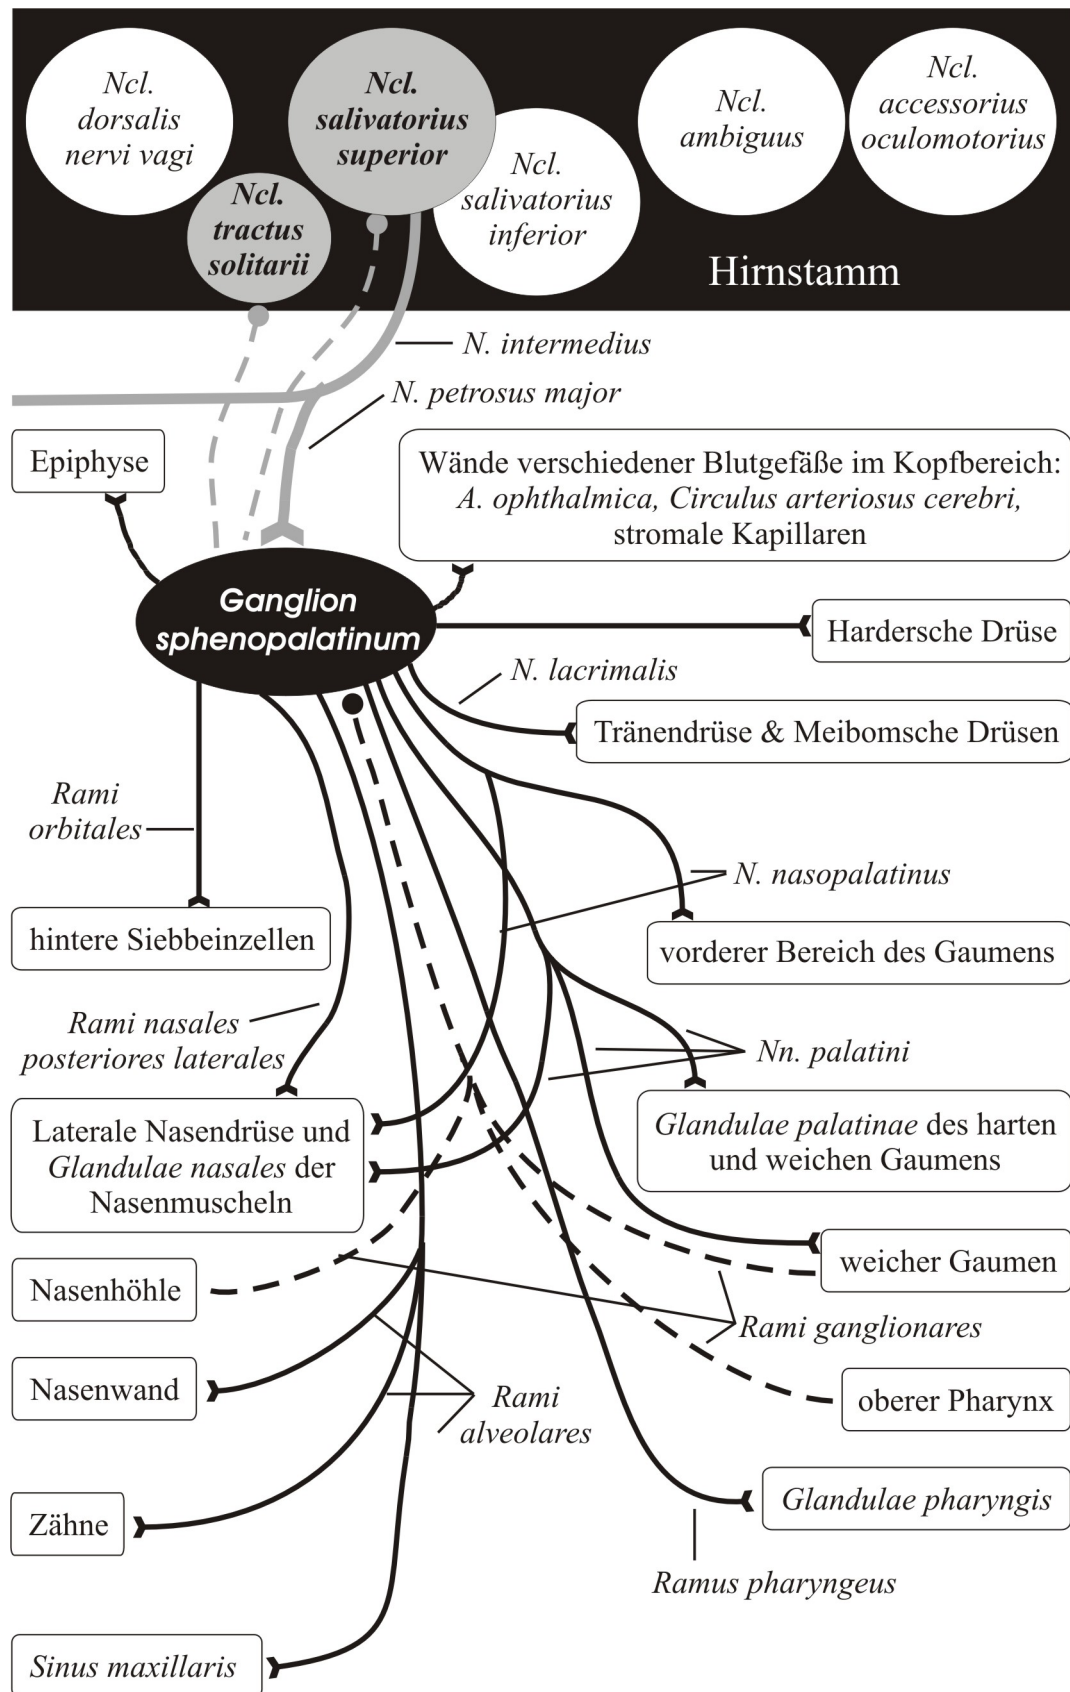 Ncl.
dorsalis
nervi vagi
Ncl.
salivatorius
superior
Ncl.
tractus
solitarii
Ncl.
salivatorius
inferior
Ncl.
ambiguus
Ncl.
accessorius
oculomotorius
Hirnstamm
N. intermedius
N. petrosus major
Epiphyse
Wände verschiedener Blutgefäße im Kopfbereich:
A. ophthalmica, Circulus arteriosus cerebri,
stromale Kapillaren
Ganglion
sphenopalatinum
Hardersche Drüse
N. lacrimalis
Tränendrüse & Meibomsche Drüsen
Rami
orbitales
N. nasopalatinus
hintere Siebbeinzellen
vorderer Bereich des Gaumens
Rami nasales
posteriores laterales
Nn. palatini
Laterale Nasendrüse und
Glandulae nasales der
Nasenmuscheln
Glandulae palatinae des harten
und weichen Gaumens
weicher Gaumen
Nasenhöhle
Rami ganglionares
Nasenwand
Rami
alveolares
oberer Pharynx
Zähne
Glandulae pharyngis
Ramus pharyngeus
Sinus maxillaris